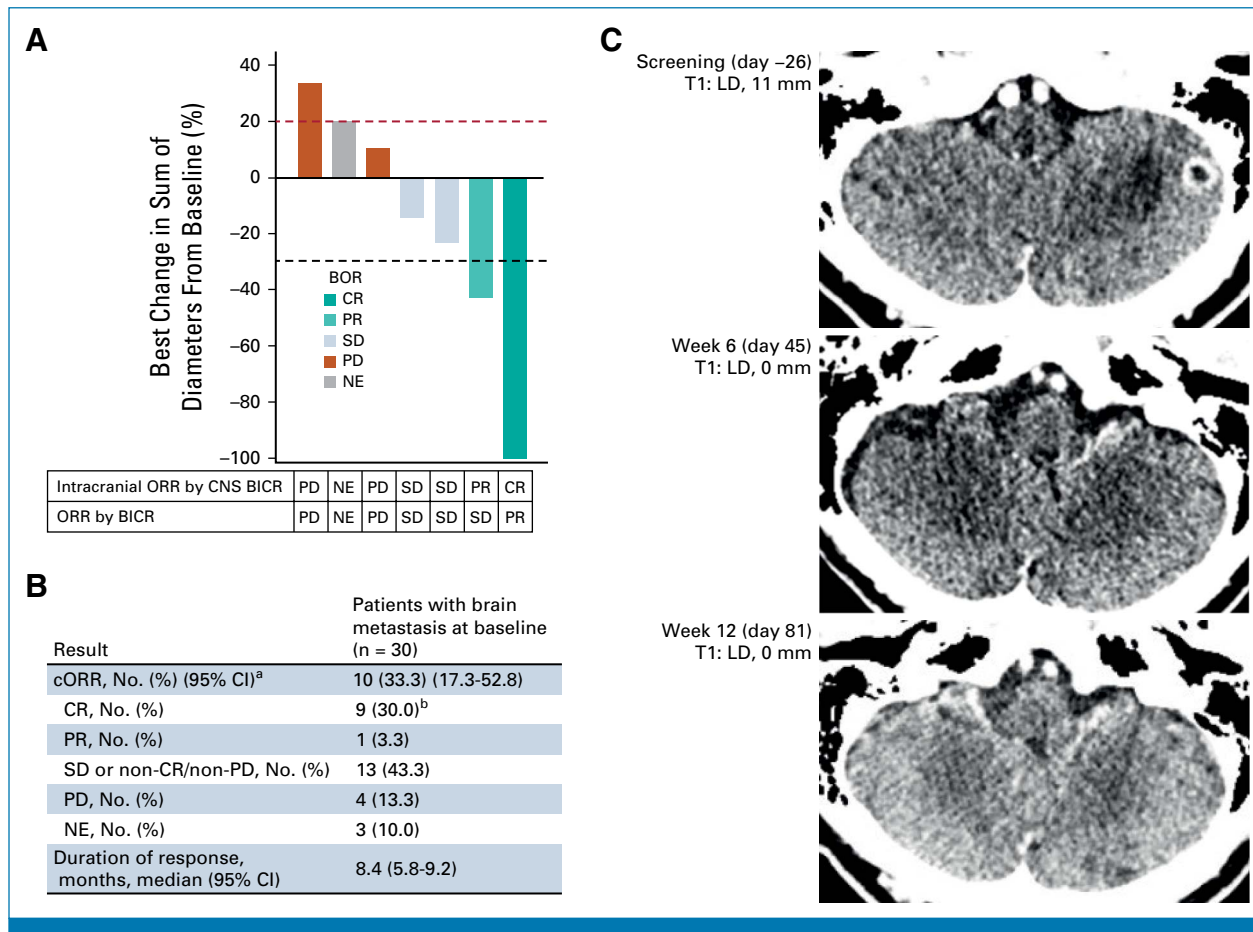 A
Best Change in Sum of
Diameters From Baseline (%)
40
20
0
−20
−40
−60
−80
−100
BOR
CR
PR
SD
PD
NE
Intracranial ORR by CNS BICR PD NE PD SD SD PR CR
ORR by BICR PD NE PD SD SD SD PR
B
Result Patients with brain
metastasis at baseline
(n = 30)
cORR, No. (%) (95% CI)a 10 (33.3) (17.3-52.8)
CR, No. (%) 9 (30.0)b
PR, No. (%) 1 (3.3)
SD or non-CR/non-PD, No. (%) 13 (43.3)
PD, No. (%) 4 (13.3)
NE, No. (%) 3 (10.0)
Duration of response,
months, median (95% CI) 8.4 (5.8-9.2)
C
Screening (day −26)
T1: LD, 11 mm
Week 6 (day 45)
T1: LD, 0 mm
Week 12 (day 81)
T1: LD, 0 mm